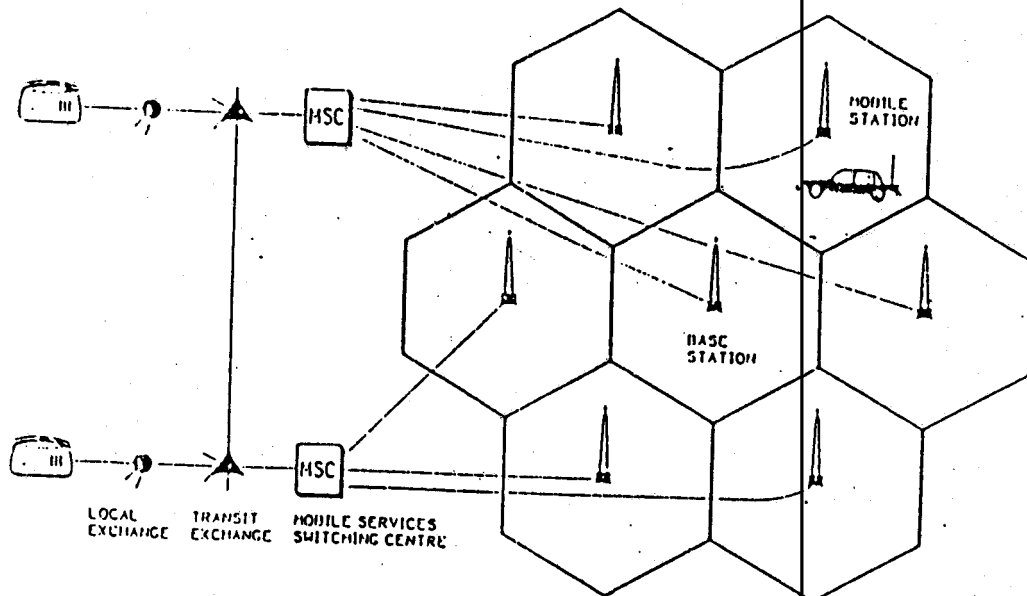 MSC
MOBILE
STATION
BASE
STATION
MSC
LOCAL
EXCHANGE
TRANSIT
EXCHANGE
MOBILE SERVICES
SWITCHING CENTRE